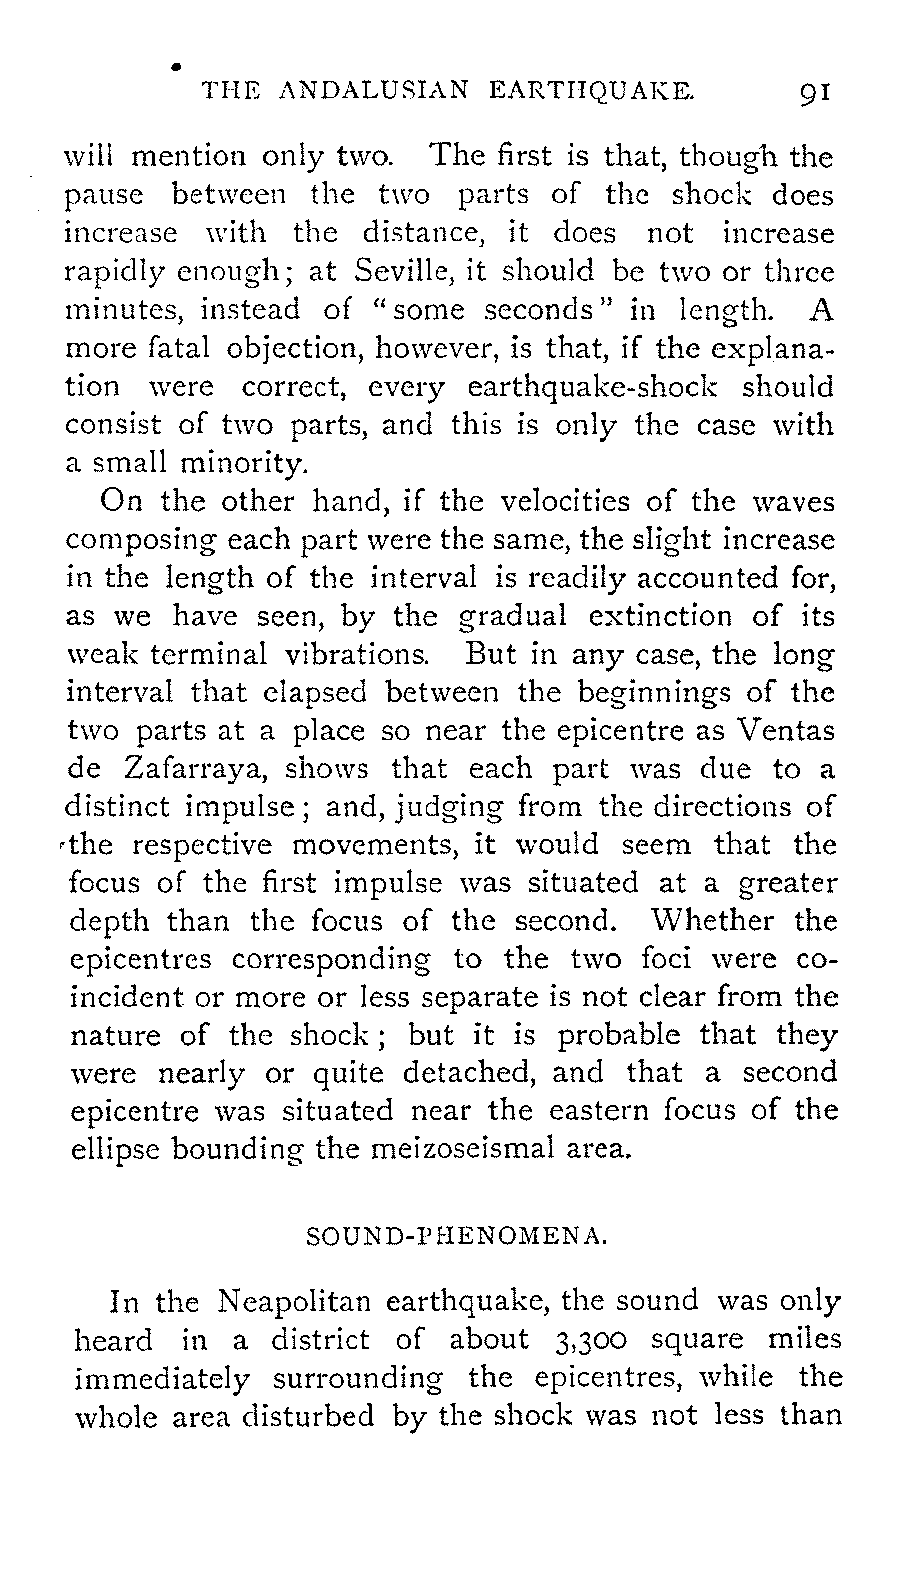 THE ANDALUSIAN EARTHQUAKE. 91
will mention only two. The first is that, though the
pause between the two parts of the shock does
increase with the distance, it does not increase
rapidly enough; at Seville, it should be two or three
minutes, instead of "some seconds" in length. A
more fatal objection, however, is that, if the explana-
tion were correct, every earthquake-shock should
consist of two parts, and this is only the case with
a small minority.
On the other hand, if the velocities of the waves
composing each part were the same, the slight increase
in the length of the interval is readily accounted for,
as we have seen, by the gradual extinction of its
weak terminal vibrations. But in any case, the long
interval that elapsed between the beginnings of the
two parts at a place so near the epicentre as Ventas
de Zafarraya, shows that each part was due to a
distinct impulse; and, judging from the directions of
the respective movements, it would seem that the
focus of the first impulse was situated at a greater
depth than the focus of the second. Whether the
epicentres corresponding to the two foci were co-
incident or more or less separate is not clear from the
nature of the shock; but it is probable that they
were nearly or quite detached, and that a second
epicentre was situated near the eastern focus of the
ellipse bounding the meizoseismal area.
SOUND-PHENOMENA.
In the Neapolitan earthquake, the sound was only
heard in a district of about 3,300 square miles
immediately surrounding the epicentres, while the
whole area disturbed by the shock was not less than